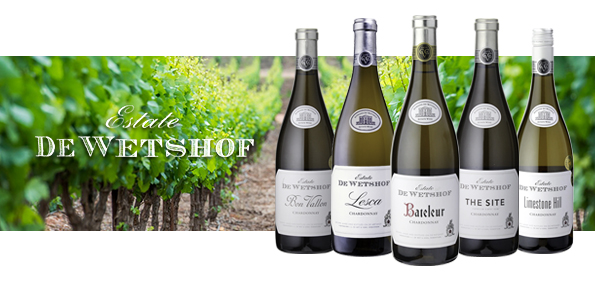 Estate
DE WETSHOF
Estate
DE WETSHOF
Bon Vallon
CHARDONNAY
Estate
DE WETSHOF
Lesca
CHARDONNAY
Estate
DE WETSHOF
Bateleur
CHARDONNAY
Estate
DE WETSHOF
THE SITE
CHARDONNAY
Estate
DE WETSHOF
Limestone Hill
CHARDONNAY